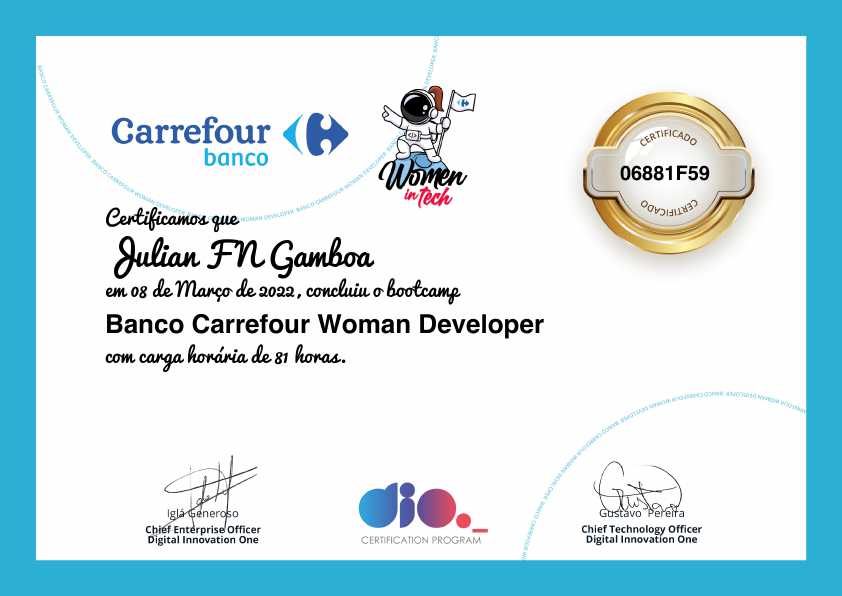 Carrefour
banco
Women
in tech
CERTIFICADO
06881F59
CERTIFICADO
Certificamos que
Julian FN Gamboa
em 08 de Março de 2022, concluiu o bootcamp
Banco Carrefour Woman Developer
com carga horária de 81 horas.
Iglá Generoso
Chief Enterprise Officer
Digital Innovation One
dio._
CERTIFICATION PROGRAM
Gustavo Pereira
Chief Technology Officer
Digital Innovation One